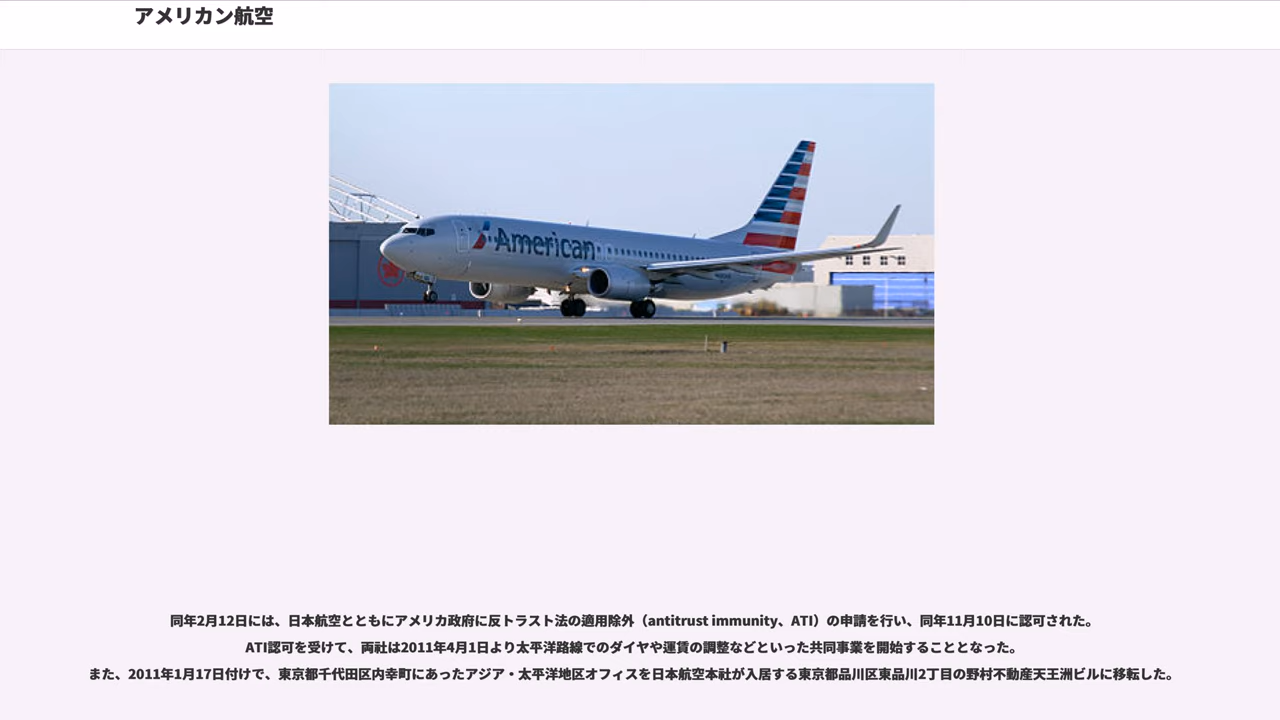 アメリカン航空
American
同年2月12日には、日本航空とともにアメリカ政府に反トラスト法の適用除外（antitrust immunity、ATI）の申請を行い、同年11月10日に認可された。
ATI認可を受けて、両社は2011年4月1日より太平洋路線でのダイヤや運賃の調整などといった共同事業を開始することとなった。
また、2011年1月17日付けで、東京都千代田区内幸町にあったアジア・太平洋地区オフィスを日本航空本社が入居する東京都品川区東品川2丁目の野村不動産天王洲ビルに移転した。